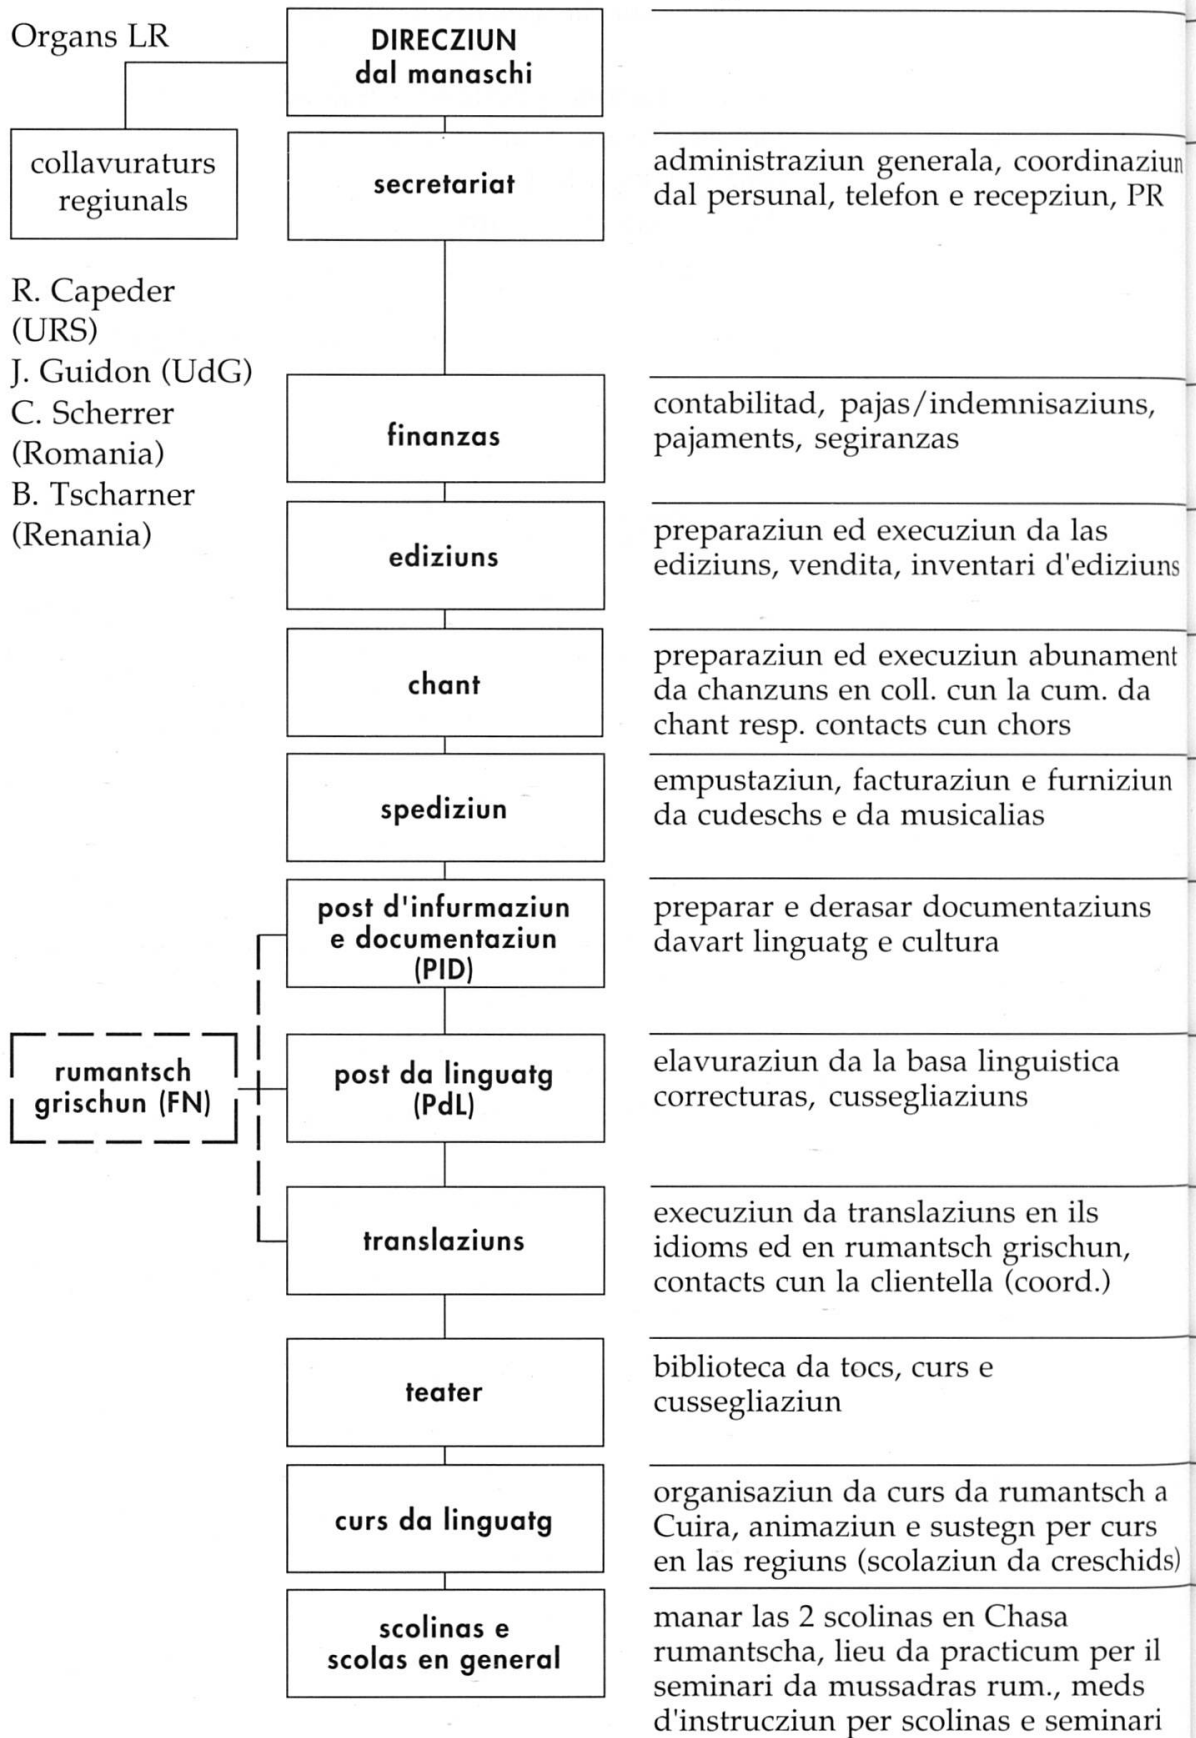 Organs LR
DIRECZIUN
dal manaschi
collavuraturs
regiunals
secretariat
administraziun generala, coordinaziun
dal persunal, telefon e recepziun, PR
R. Capeder
(URS)
J. Guidon (UdG)
C. Scherrer
(Romania)
B. Tscharner
(Renania)
finanzas
contabilitad, pajas/indemnisaziuns,
pajaments, segiranzas
ediziuns
preparaziun ed execuziun da las
ediziuns, vendita, inventari d'ediziuns
chant
preparaziun ed execuziun abunament
da chanzuns en coll. cun la cum. da
chant resp. contacts cun chors
spediziun
empustaziun, facturaziun e furniziun
da cudeschs e da musicalias
post d'infurmaziun
e documentaziun
(PID)
preparar e derasar documentaziuns
davart linguatg e cultura
rumantsch
grischun (FN)
post da linguatg
(PdL)
elavuraziun da la basa linguistica
correcturas, cussegliaziuns
translaziuns
execuziun da translaziuns en ils
idioms ed en rumantsch grischun,
contacts cun la clientella (coord.)
teater
biblioteca da tocs, curs e
cussegliaziun
curs da linguatg
organisaziun da curs da rumantsch a
Cuira, animaziun e sustegn per curs
en las regiuns (scolaziun da creschids)
scolinas e
scolas en general
manar las 2 scolinas en Chasa
rumantscha, lieu da practicum per il
seminari da mussadras rum., meds
d'instrucziun per scolinas e seminari